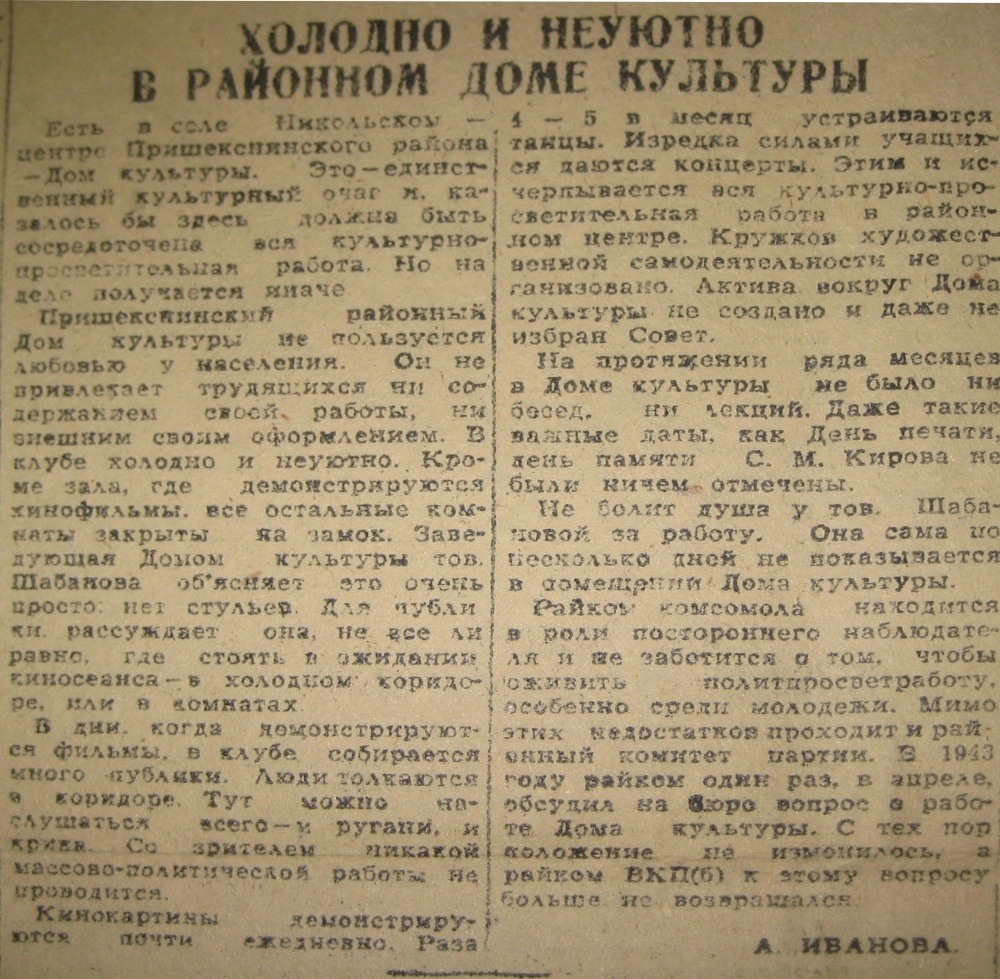 ХОЛОДНО И НЕУЮТНО
В РАЙОННОМ ДОМЕ КУЛЬТУРЫ
Есть в селе Никольском —
центре Пришекснинского района
—Дом культуры. Это—единст-
венный культурный очаг и, ка-
залось бы здесь должна быть
сосредоточена вся культурно-
просветительная работа. Но на
деле получается иначе
Пришекснинский районный
Дом культуры не пользуется
любовью у населения. Он не
привлекает трудящихся ни со-
держанием своей работы, ни
внешним своим оформлением. В
клубе холодно и неуютно. Кро-
ме зала, где демонстрируются
кинофильмы, все остальные ком-
наты закрыты на замок. Заве-
дующая Домом культуры тов.
Шабанова об'ясняет это очень
просто: нет стульев. Для публи
ки, рассуждает она, не все ли
равно, где стоять в ожидании
киносеанса—в холодном коридо-
ре, или в комнатах.
В дни, когда демонстрируют-
ся фильмы, в клубе собирается
много публики. Люди толкаются
в коридоре. Тут можно на-
слушаться всего—и ругани, и
крика. Со зрителем никакой
массово-политической работы не
проводится.
Кинокартины демонстриру-
ются почти ежедневно. Раза
4—5 в месяц устраиваются
танцы. Изредка силами учащих-
ся даются концерты. Этим и ис-
черпывается вся культурно-про-
светительная работа в район-
ном центре. Кружков художест-
венной самодеятельности не ор-
ганизовано. Актива вокруг Дома
культуры не создано и даже не
избран Совет.
На протяжении ряда месяцев
в Доме культуры не было ни
бесед, ни лекций. Даже такие
важные даты, как День печати,
день памяти С. М. Кирова не
были ничем отмечены.
Не болит душа у тов. Шаба-
новой за работу. Она сама по
несколько дней не показывается
в помещении Дома культуры.
Райком комсомола находится
в роли постороннего наблюдате-
ля и не заботится о том, чтобы
оживить политпросветработу,
особенно среди молодежи. Мимо
этих недостатков проходит и рай-
онный комитет партии. В 1943
году райком один раз, в апреле,
обсудил на бюро вопрос о рабо-
те Дома культуры. С тех пор
положение не изменилось, а
райком ВКП(б) к этому вопросу
больше не возвращался.
А. ИВАНОВА.